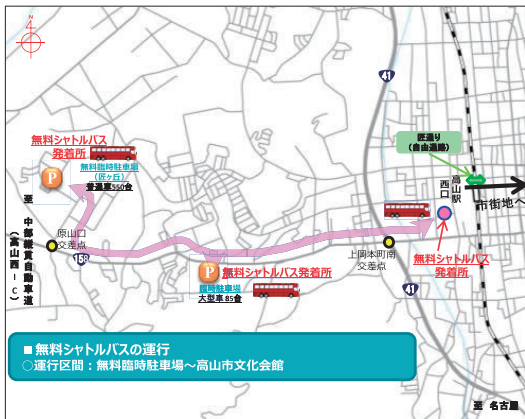 N
41
匠通り
(自由通路)
無料シャトルバス
発着所
P
無料臨時駐車場
(匠ヶ丘)
普通車550台
高山駅
西口
市街地へ
至 中部縦貫自動車道
(高山西IC)
原山口
交差点
158
上岡本町南
交差点
無料シャトルバス
発着所
P
無料シャトルバス発着所
臨時駐車場
大型車 85台
41
■無料シャトルバスの運行
○運行区間:無料臨時駐車場~高山市文化会館
至 名古屋